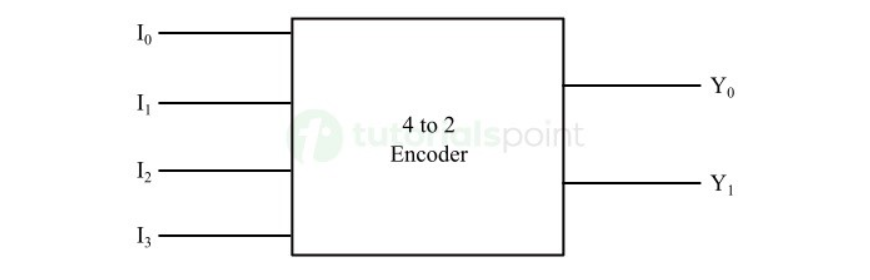 I₀
I₁
I₂
I₃
4 to 2
Encoder
tutorialspoint
Y₀
Y₁